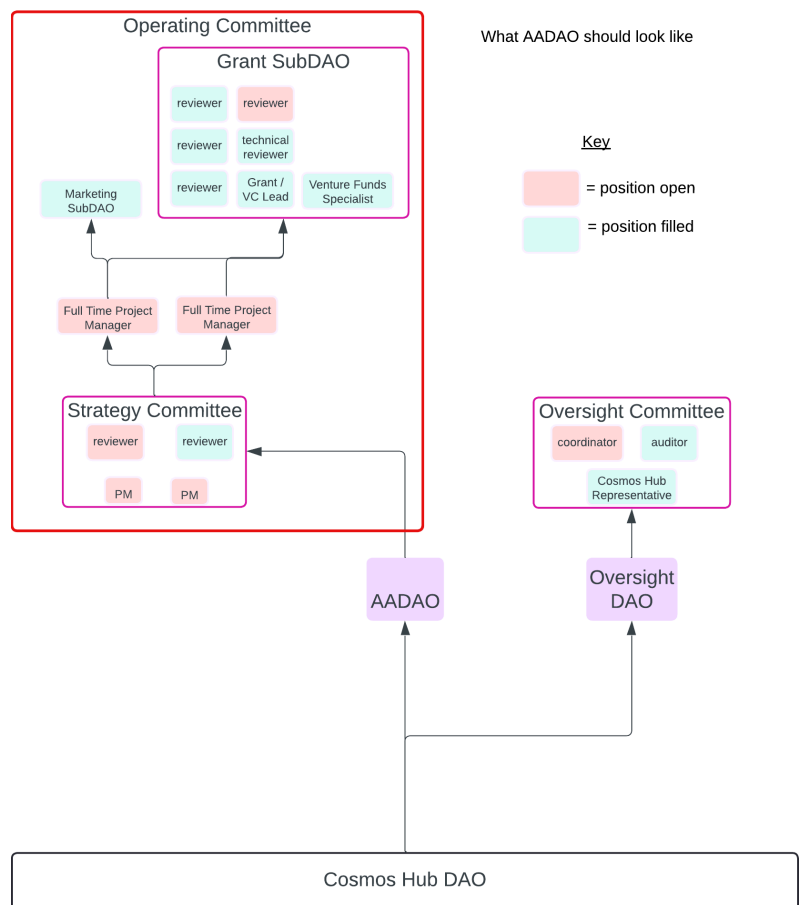 Operating Committee
What AADAO should look like
Grant SubDAO
reviewer
reviewer
reviewer
technical
reviewer
reviewer
Grant /
VC Lead
Venture Funds
Specialist
Marketing
SubDAO
Key
= position open
= position filled
Full Time Project
Manager
Full Time Project
Manager
Strategy Committee
reviewer
reviewer
PM
PM
Oversight Committee
coordinator
auditor
Cosmos Hub
Representative
AADAO
Oversight
DAO
Cosmos Hub DAO